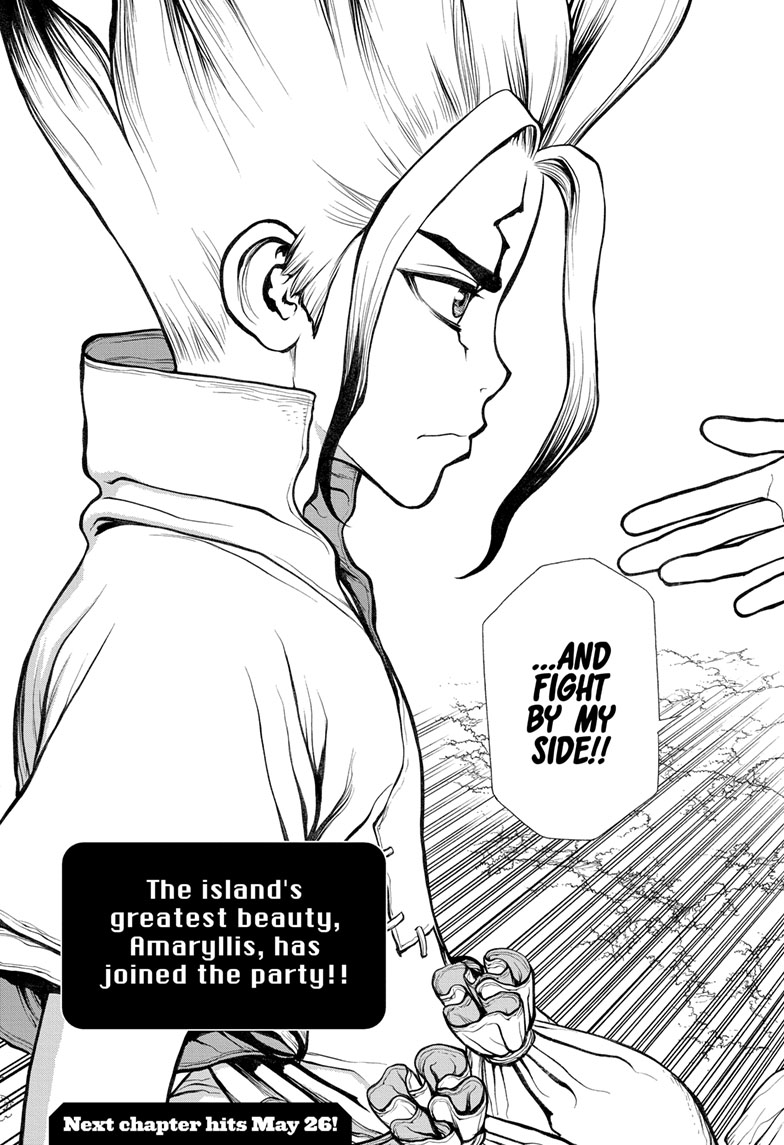 ...AND
FIGHT
BY MY
SIDE!!
The island's
greatest beauty,
Amaryllis, has
joined the party!!
Next chapter hits May 26!